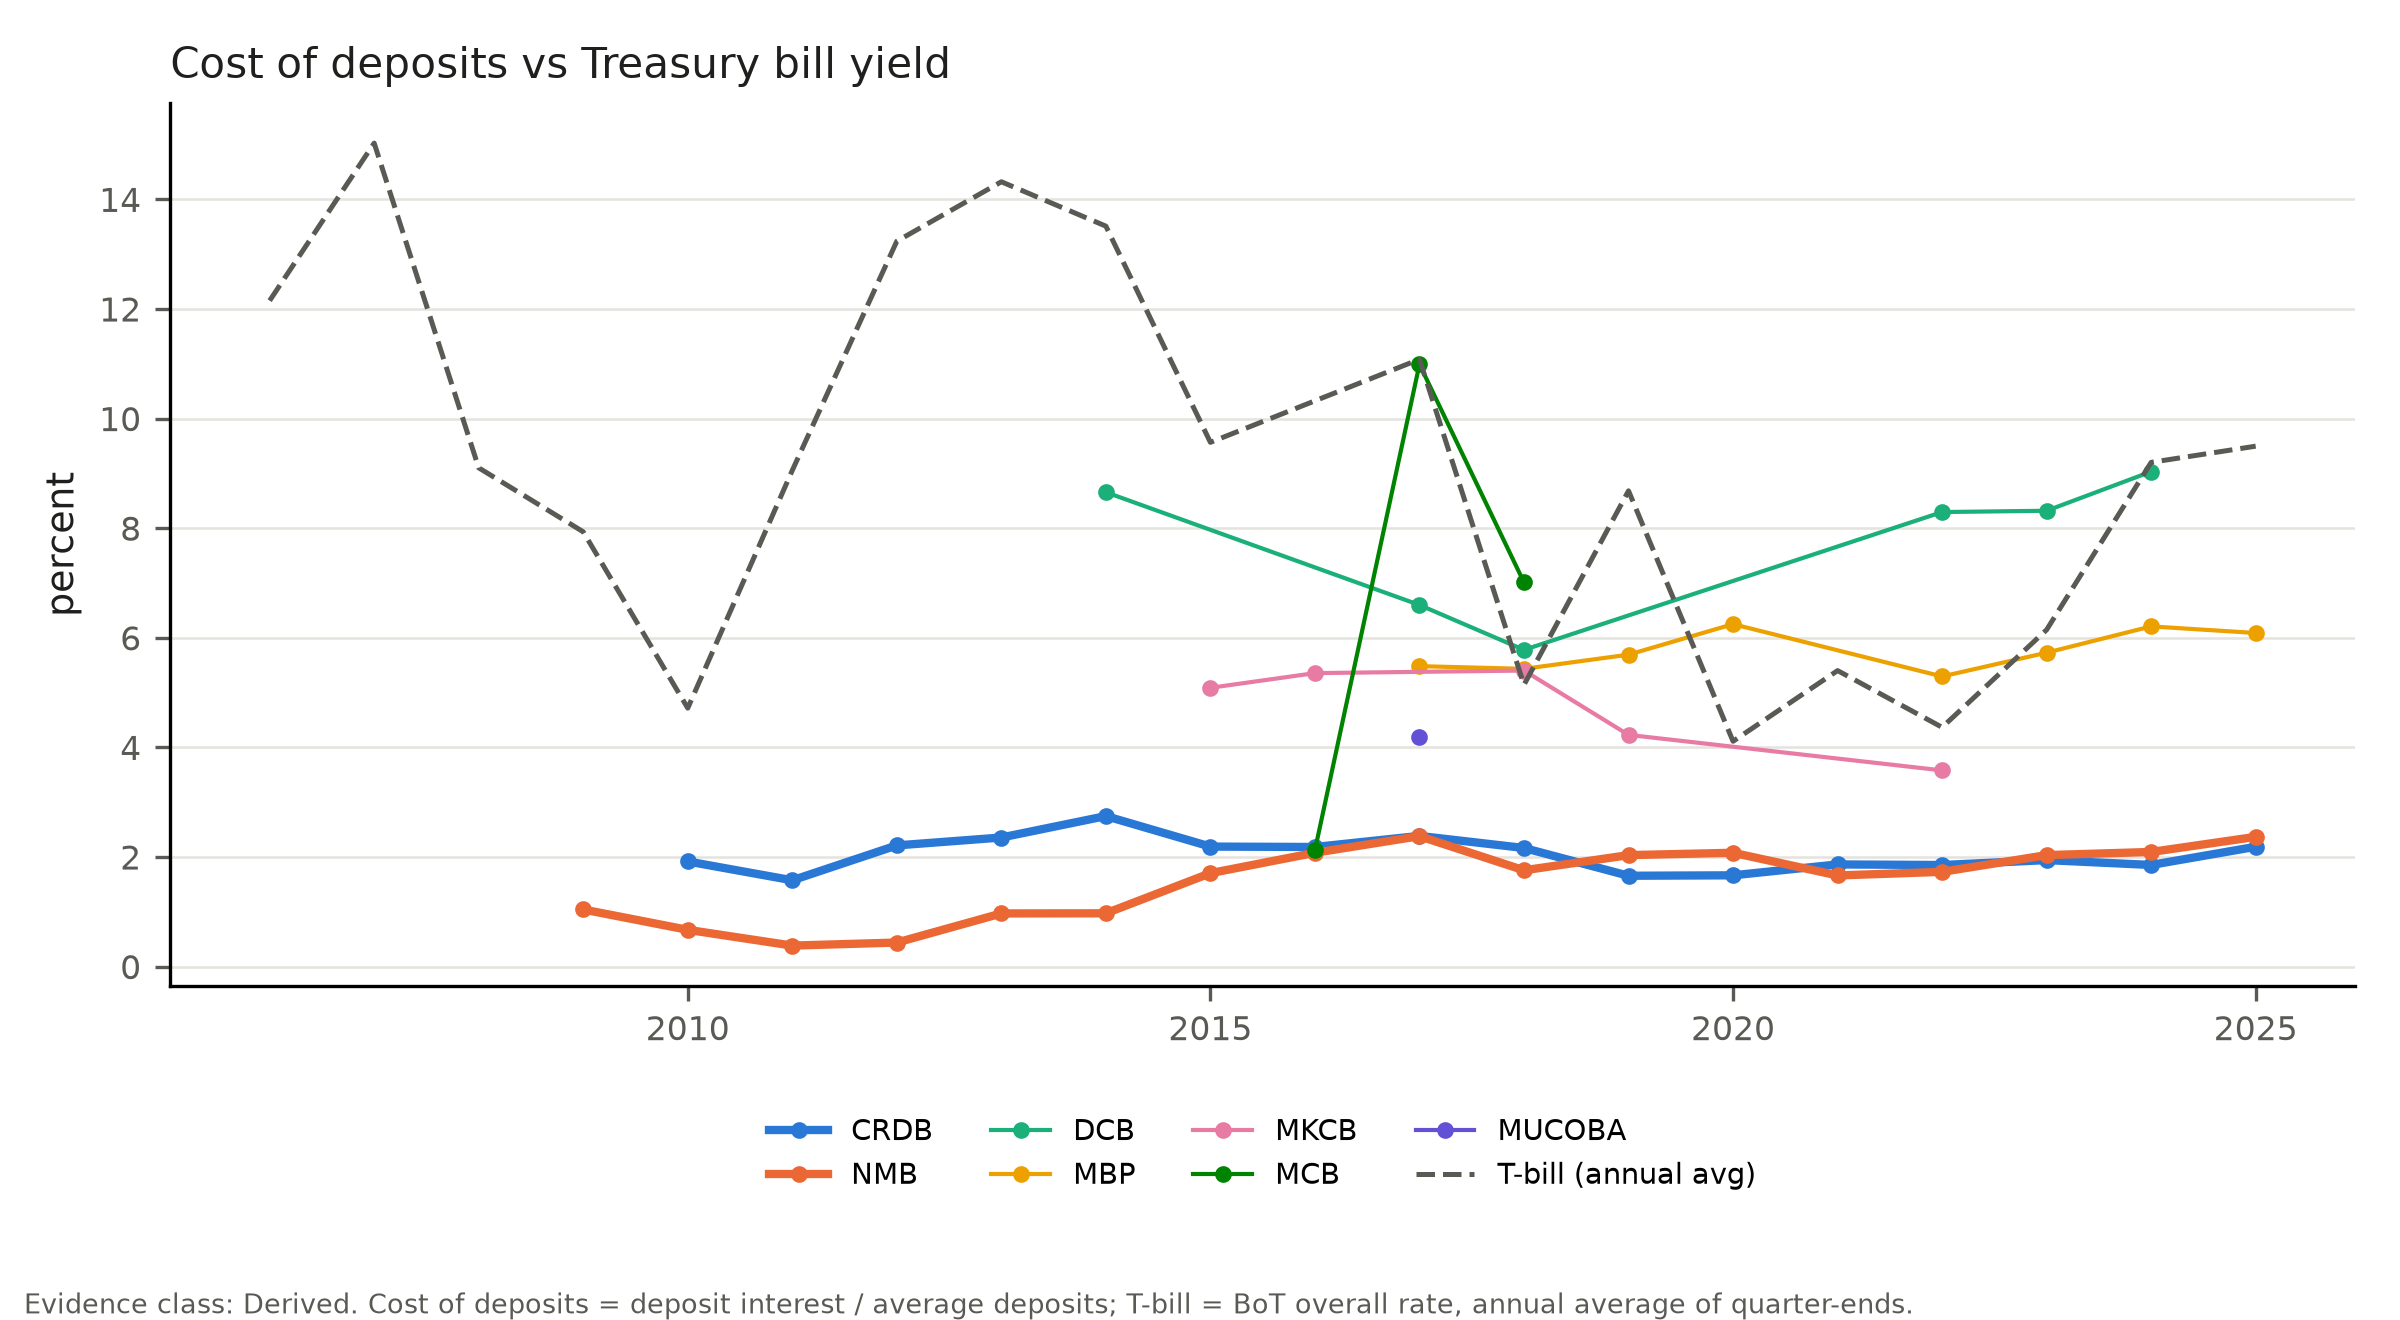 Cost of deposits vs Treasury bill yield
percent
14
12
10
8
6
4
2
0
2010 2015 2020 2025
CRDB DCB MKCB MUCOBA
NMB MBP MCB T-bill (annual avg)
Evidence class: Derived. Cost of deposits = deposit interest / average deposits; T-bill = BoT overall rate, annual average of quarter-ends.